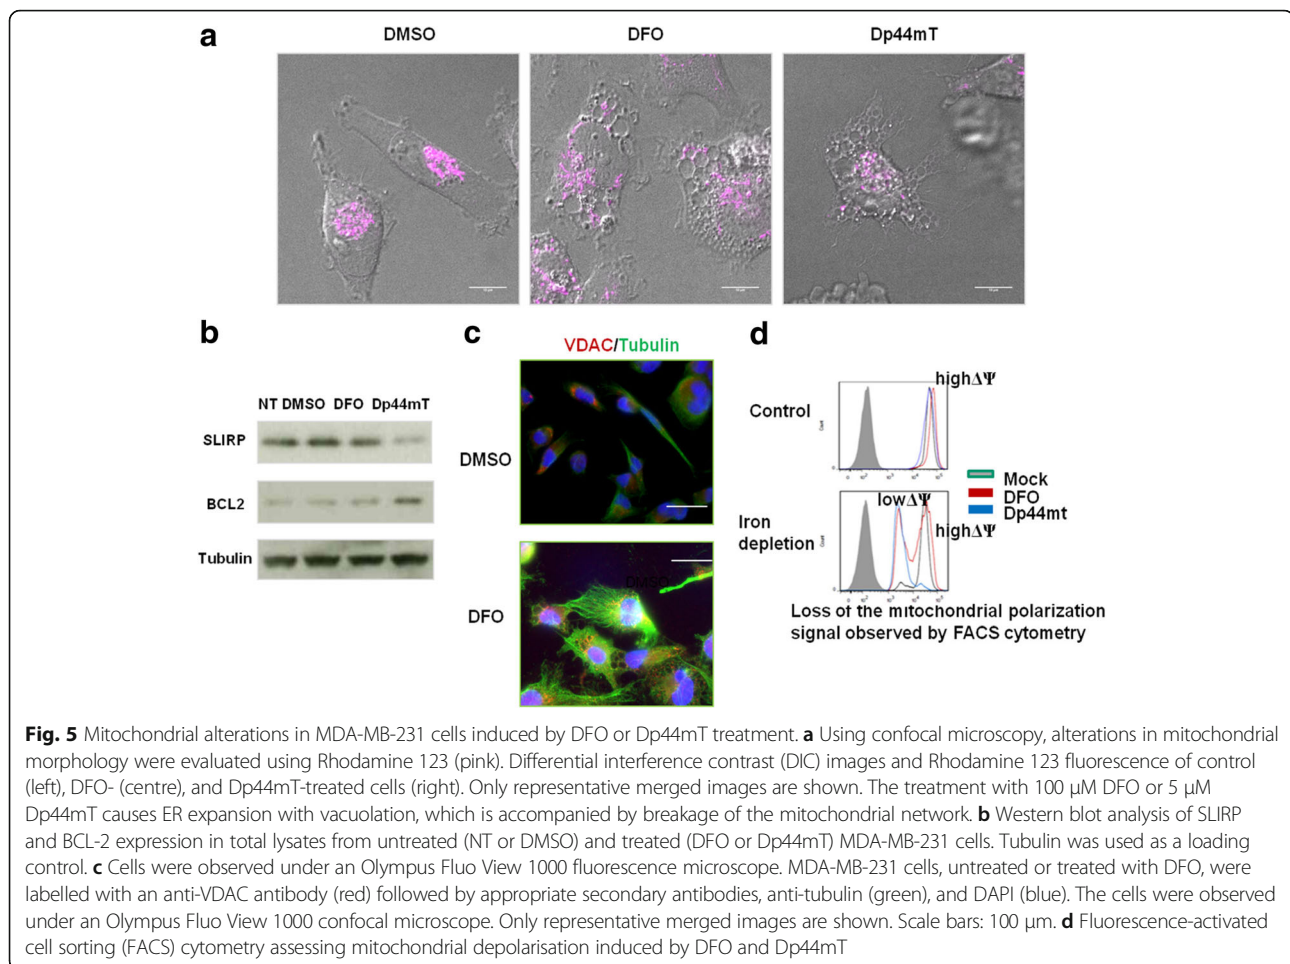 a
DMSO DFO Dp44mT
b
NT DMSO DFO Dp44mT
SLIRP
BCL2
Tubulin
c
VDAC/Tubulin
DMSO
DMSO
DFO
d
highΔΨ
Control
Count
Mock
DFO
Dp44mt
lowΔΨ
highΔΨ
Iron
depletion
Count
Loss of the mitochondrial polarization
signal observed by FACS cytometry
Fig. 5 Mitochondrial alterations in MDA-MB-231 cells induced by DFO or Dp44mT treatment. a Using confocal microscopy, alterations in mitochondrial
morphology were evaluated using Rhodamine 123 (pink). Differential interference contrast (DIC) images and Rhodamine 123 fluorescence of control
(left), DFO- (centre), and Dp44mT-treated cells (right). Only representative merged images are shown. The treatment with 100 μM DFO or 5 μM
Dp44mT causes ER expansion with vacuolation, which is accompanied by breakage of the mitochondrial network. b Western blot analysis of SLIRP
and BCL-2 expression in total lysates from untreated (NT or DMSO) and treated (DFO or Dp44mT) MDA-MB-231 cells. Tubulin was used as a loading
control. c Cells were observed under an Olympus Fluo View 1000 fluorescence microscope. MDA-MB-231 cells, untreated or treated with DFO, were
labelled with an anti-VDAC antibody (red) followed by appropriate secondary antibodies, anti-tubulin (green), and DAPI (blue). The cells were observed
under an Olympus Fluo View 1000 confocal microscope. Only representative merged images are shown. Scale bars: 100 μm. d Fluorescence-activated
cell sorting (FACS) cytometry assessing mitochondrial depolarisation induced by DFO and Dp44mT